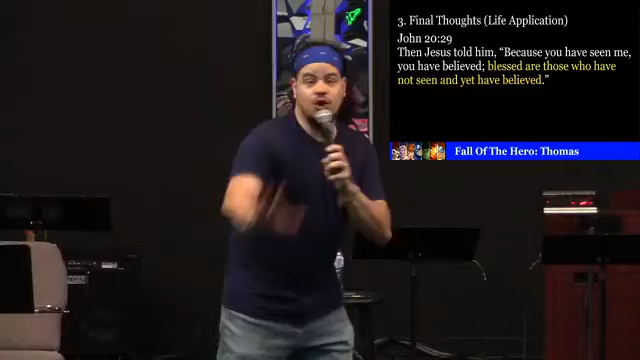 3. Final Thoughts (Life Application)
John 20:29
Then Jesus told him, “Because you have seen me,
you have believed; blessed are those who have
not seen and yet have believed.”
Fall Of The Hero: Thomas